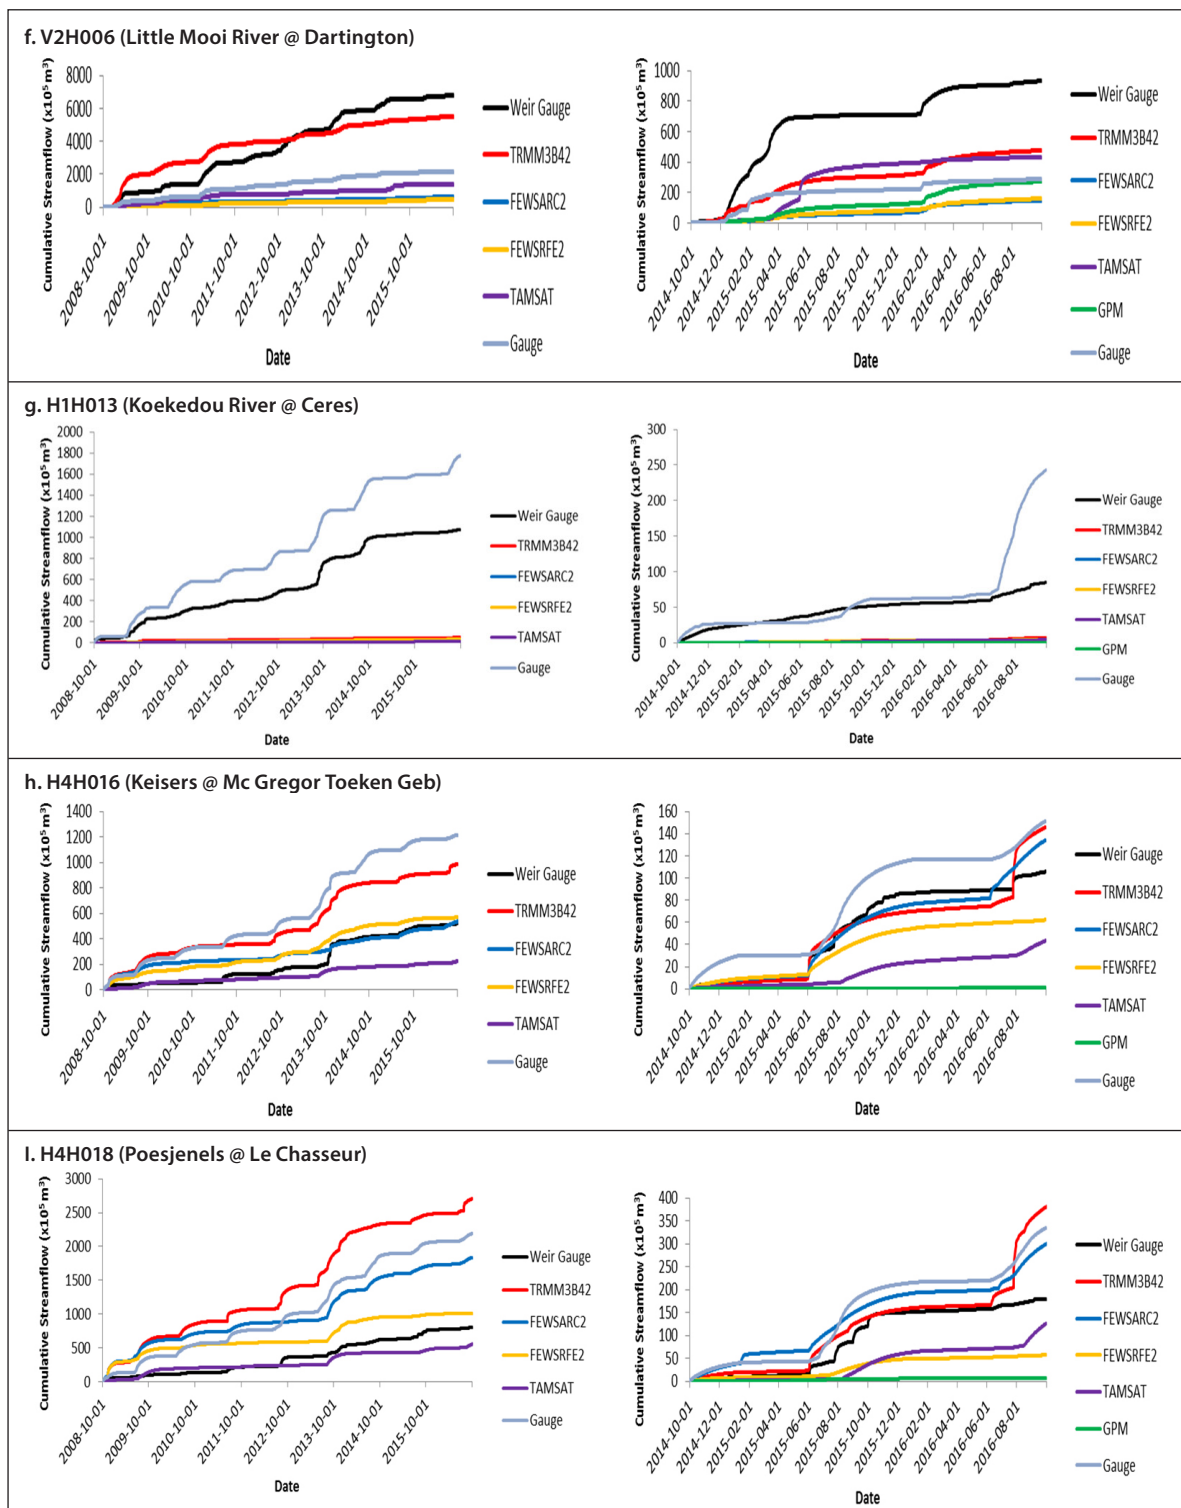 f. V2H006 (Little Mooi River @ Dartington)
Cumulative Streamflow (x10⁵ m³)
8000
6000
4000
2000
0
2008-10-01
2009-10-01
2010-10-01
2011-10-01
2012-10-01
2013-10-01
2014-10-01
2015-10-01
Date
Weir Gauge
TRMM3B42
FEWSARC2
FEWSRFE2
TAMSAT
Gauge
Cumulative Streamflow (x10⁵ m³)
1000
800
600
400
200
0
2014-10-01
2014-12-01
2015-02-01
2015-04-01
2015-06-01
2015-08-01
2015-10-01
2015-12-01
2016-02-01
2016-04-01
2016-06-01
2016-08-01
Date
Weir Gauge
TRMM3B42
FEWSARC2
FEWSRFE2
TAMSAT
GPM
Gauge
g. H1H013 (Koekedou River @ Ceres)
Cumulative Streamflow (x10⁵ m³)
2000
1800
1600
1400
1200
1000
800
600
400
200
0
2008-10-01
2009-10-01
2010-10-01
2011-10-01
2012-10-01
2013-10-01
2014-10-01
2015-10-01
Date
Weir Gauge
TRMM3B42
FEWSARC2
FEWSRFE2
TAMSAT
Gauge
Cumulative Streamflow (x10⁵ m³)
300
250
200
150
100
50
0
2014-10-01
2014-12-01
2015-02-01
2015-04-01
2015-06-01
2015-08-01
2015-10-01
2015-12-01
2016-02-01
2016-04-01
2016-06-01
2016-08-01
Date
Weir Gauge
TRMM3B42
FEWSARC2
FEWSRFE2
TAMSAT
GPM
Gauge
h. H4H016 (Keisers @ Mc Gregor Toeken Geb)
Cumulative Streamflow (x10⁵ m³)
1400
1200
1000
800
600
400
200
0
2008-10-01
2009-10-01
2010-10-01
2011-10-01
2012-10-01
2013-10-01
2014-10-01
2015-10-01
Date
Weir Gauge
TRMM3B42
FEWSARC2
FEWSRFE2
TAMSAT
Gauge
Cumulative Streamflow (x10⁵ m³)
160
140
120
100
80
60
40
20
0
2014-10-01
2014-12-01
2015-02-01
2015-04-01
2015-06-01
2015-08-01
2015-10-01
2015-12-01
2016-02-01
2016-04-01
2016-06-01
2016-08-01
Date
Weir Gauge
TRMM3B42
FEWSARC2
FEWSRFE2
TAMSAT
GPM
Gauge
I. H4H018 (Poesjenels @ Le Chasseur)
Cumulative Streamflow (x10⁵ m³)
3000
2500
2000
1500
1000
500
0
2008-10-01
2009-10-01
2010-10-01
2011-10-01
2012-10-01
2013-10-01
2014-10-01
2015-10-01
Date
Weir Gauge
TRMM3B42
FEWSARC2
FEWSRFE2
TAMSAT
Gauge
Cumulative Streamflow (x10⁵ m³)
400
350
300
250
200
150
100
50
0
2014-10-01
2014-12-01
2015-02-01
2015-04-01
2015-06-01
2015-08-01
2015-10-01
2015-12-01
2016-02-01
2016-04-01
2016-06-01
2016-08-01
Date
Weir Gauge
TRMM3B42
FEWSARC2
FEWSRFE2
TAMSAT
GPM
Gauge